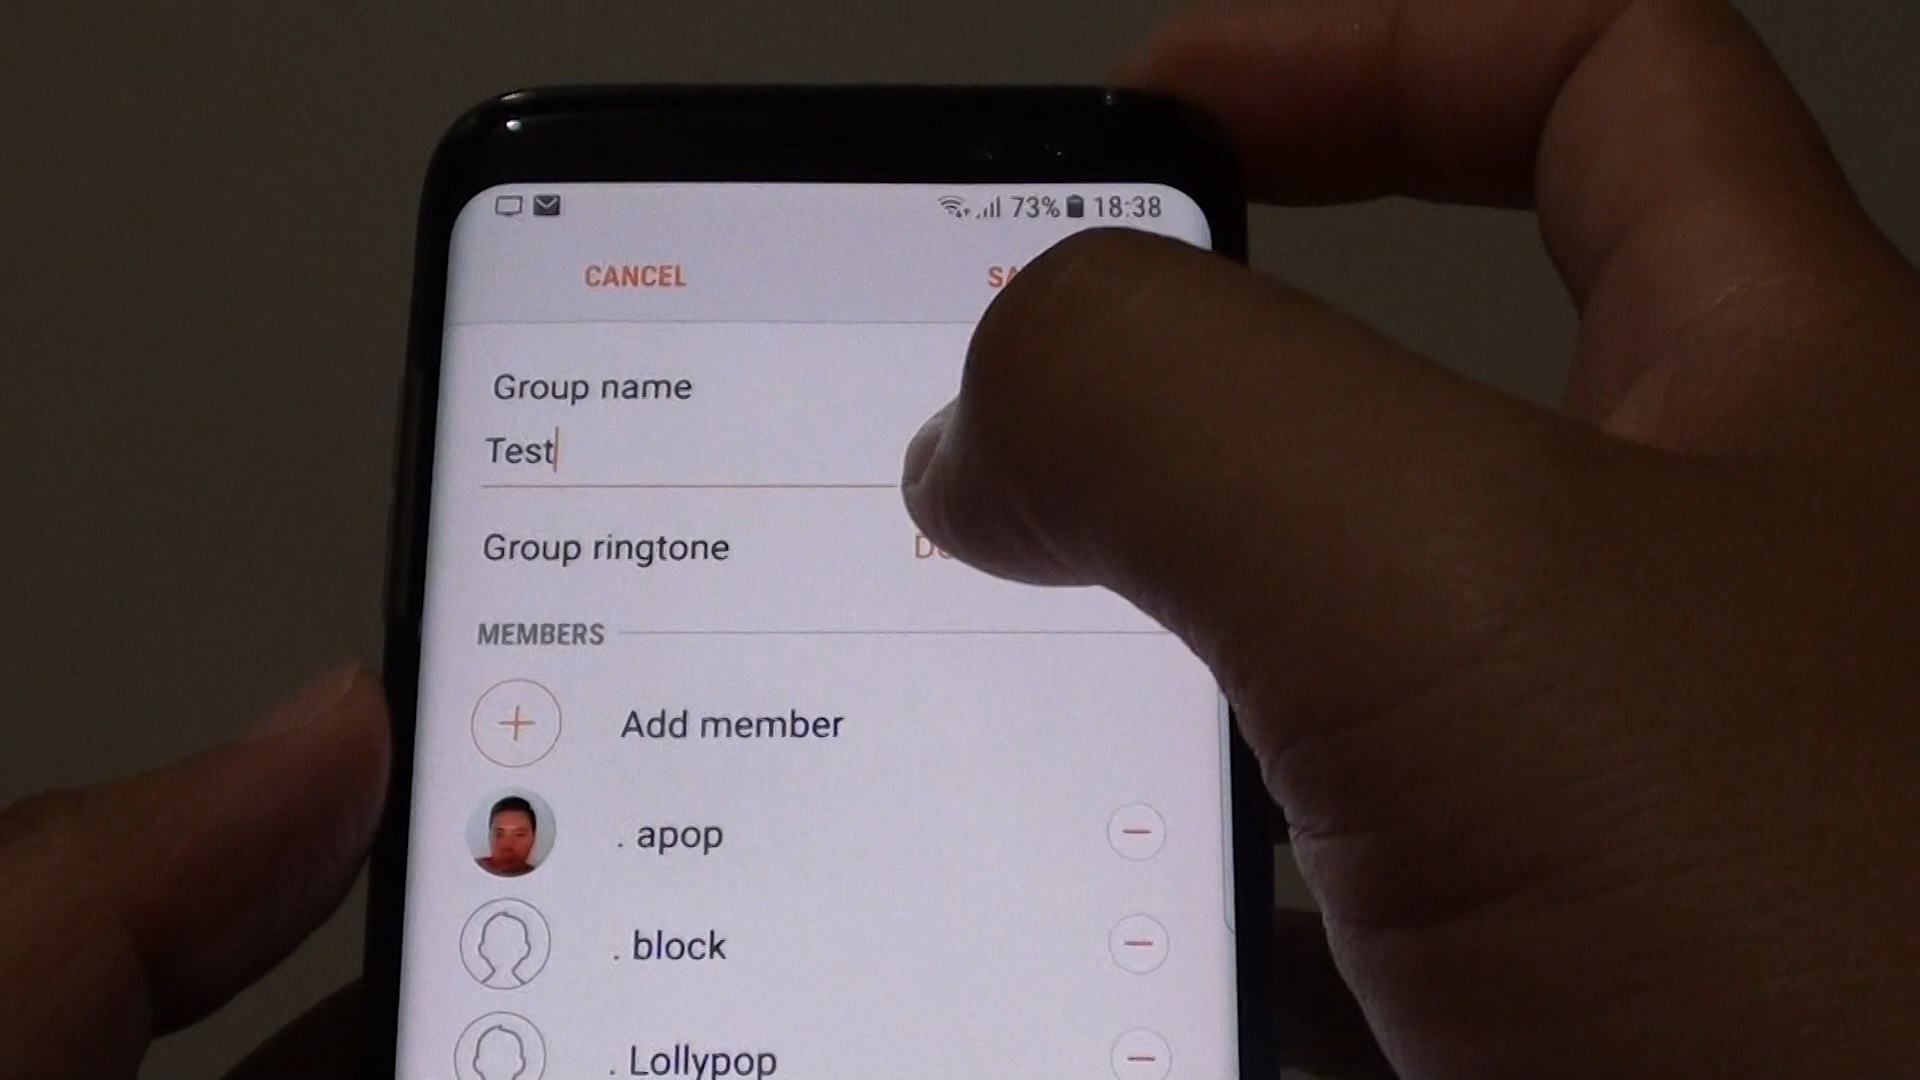 73% 18:38
CANCEL
Group name
Test
Group ringtone
MEMBERS
Add member
. apop
. block
. Lollypop